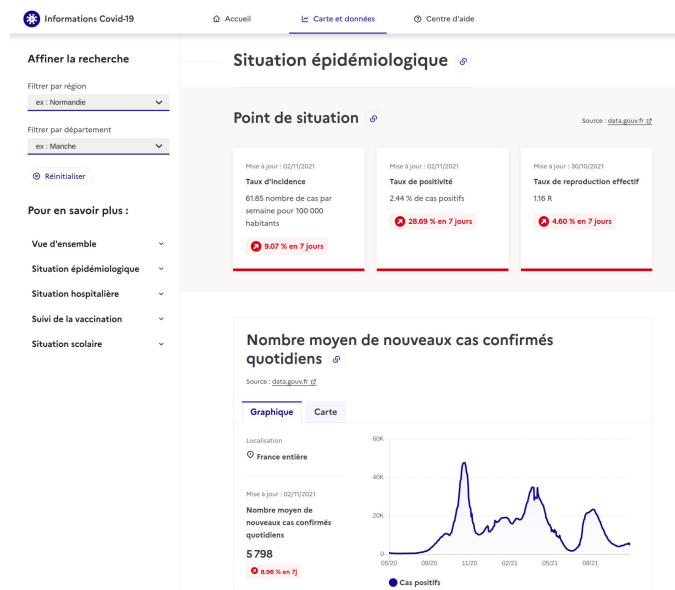 Informations Covid-19
Accueil
Carte et données
Centre d'aide
Affiner la recherche
Filtrer par région
ex : Normandie
Filtrer par département
ex : Manche
Réinitialiser
Pour en savoir plus :
Vue d'ensemble
Situation épidémiologique
Situation hospitalière
Suivi de la vaccination
Situation scolaire
Situation épidémiologique
Point de situation
Source : data.gouv.fr
Mise à jour : 02/11/2021
Taux d'incidence
61.85 nombre de cas par
semaine pour 100 000
habitants
9.07 % en 7 jours
Mise à jour : 02/11/2021
Taux de positivité
2.44 % de cas positifs
28.69 % en 7 jours
Mise à jour : 30/10/2021
Taux de reproduction effectif
1.16 R
4.60 % en 7 jours
Nombre moyen de nouveaux cas confirmés
quotidiens
Source : data.gouv.fr
Graphique
Carte
Localisation
France entière
Mise à jour : 02/11/2021
Nombre moyen de
nouveaux cas confirmés
quotidiens
5 798
8.96 % en 7j
60K
40K
20K
0
05/20 08/20 11/20 02/21 05/21 08/21
Cas positifs